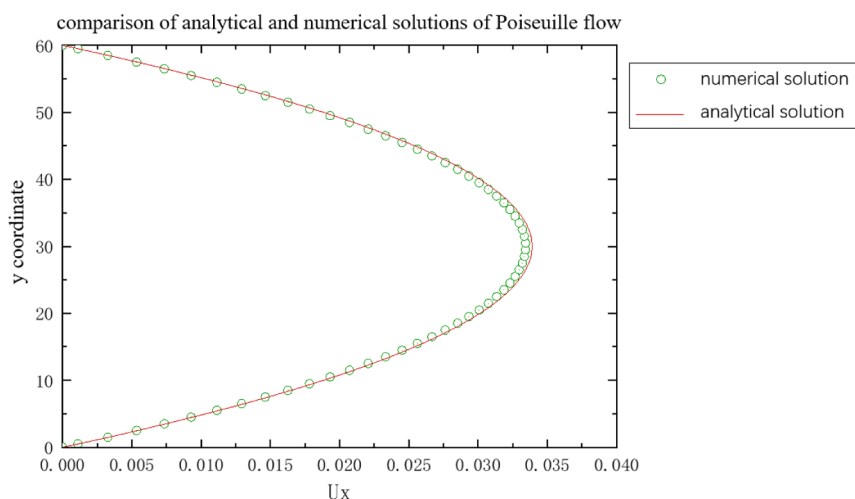 comparison of analytical and numerical solutions of Poiseuille flow
60
50
40
30
20
10
0
y coordinate
0.000 0.005 0.010 0.015 0.020 0.025 0.030 0.035 0.040
Ux
numerical solution
analytical solution